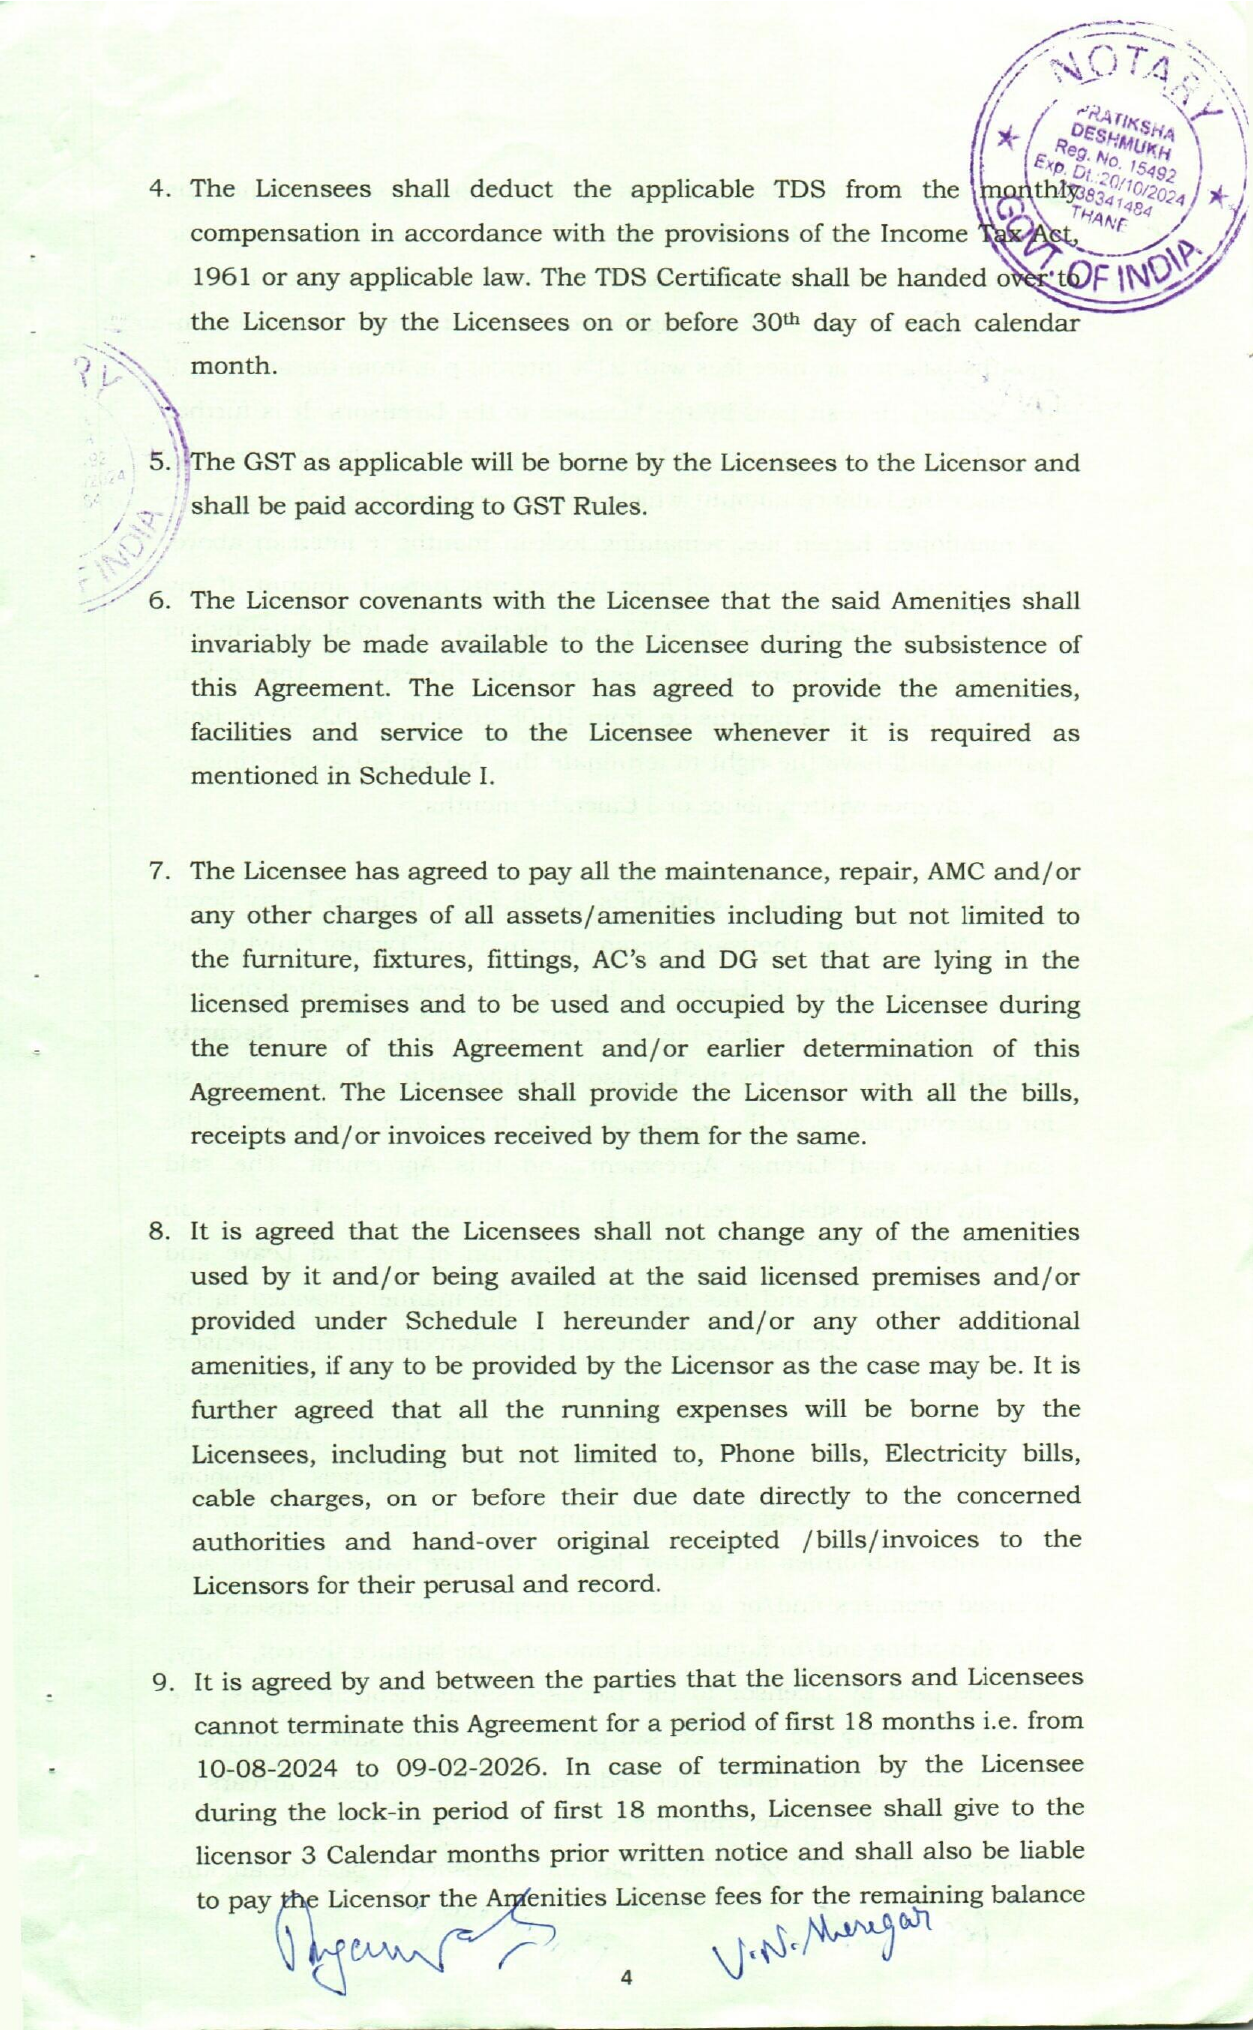 NOTARY
PRATIKSHA
DESHMUKH
Reg. No. 15492
Exp. Dt.:20/10/2024
THANE
GOVT. OF INDIA
4. The Licensees shall deduct the applicable TDS from the monthly
compensation in accordance with the provisions of the Income Tax Act,
1961 or any applicable law. The TDS Certificate shall be handed over to
the Licensor by the Licensees on or before 30th day of each calendar
month.
5. The GST as applicable will be borne by the Licensees to the Licensor and
shall be paid according to GST Rules.
INDIA
6. The Licensor covenants with the Licensee that the said Amenities shall
invariably be made available to the Licensee during the subsistence of
this Agreement. The Licensor has agreed to provide the amenities,
facilities and service to the Licensee whenever it is required as
mentioned in Schedule I.
7. The Licensee has agreed to pay all the maintenance, repair, AMC and/or
any other charges of all assets/amenities including but not limited to
the furniture, fixtures, fittings, AC's and DG set that are lying in the
licensed premises and to be used and occupied by the Licensee during
the tenure of this Agreement and/or earlier determination of this
Agreement. The Licensee shall provide the Licensor with all the bills,
receipts and/or invoices received by them for the same.
8. It is agreed that the Licensees shall not change any of the amenities
used by it and/or being availed at the said licensed premises and/or
provided under Schedule I hereunder and/or any other additional
amenities, if any to be provided by the Licensor as the case may be. It is
further agreed that all the running expenses will be borne by the
Licensees, including but not limited to, Phone bills, Electricity bills,
cable charges, on or before their due date directly to the concerned
authorities and hand-over original receipted /bills/invoices to the
Licensors for their perusal and record.
9. It is agreed by and between the parties that the licensors and Licensees
cannot terminate this Agreement for a period of first 18 months i.e. from
10-08-2024 to 09-02-2026. In case of termination by the Licensee
during the lock-in period of first 18 months, Licensee shall give to the
licensor 3 Calendar months prior written notice and shall also be liable
to pay the Licensor the Amenities License fees for the remaining balance
V.N.
4